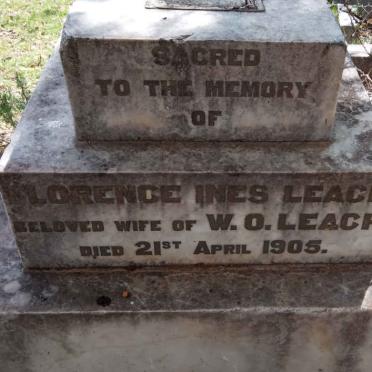 SACRED
TO THE MEMORY
OF
FLORENCE INES LEACH
BELOVED WIFE OF W. O. LEACH
DIED 21ST APRIL 1905.